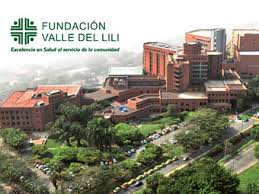 FUNDACIÓN
VALLE DEL LILI
Excelencia en Salud al servicio de la comunidad